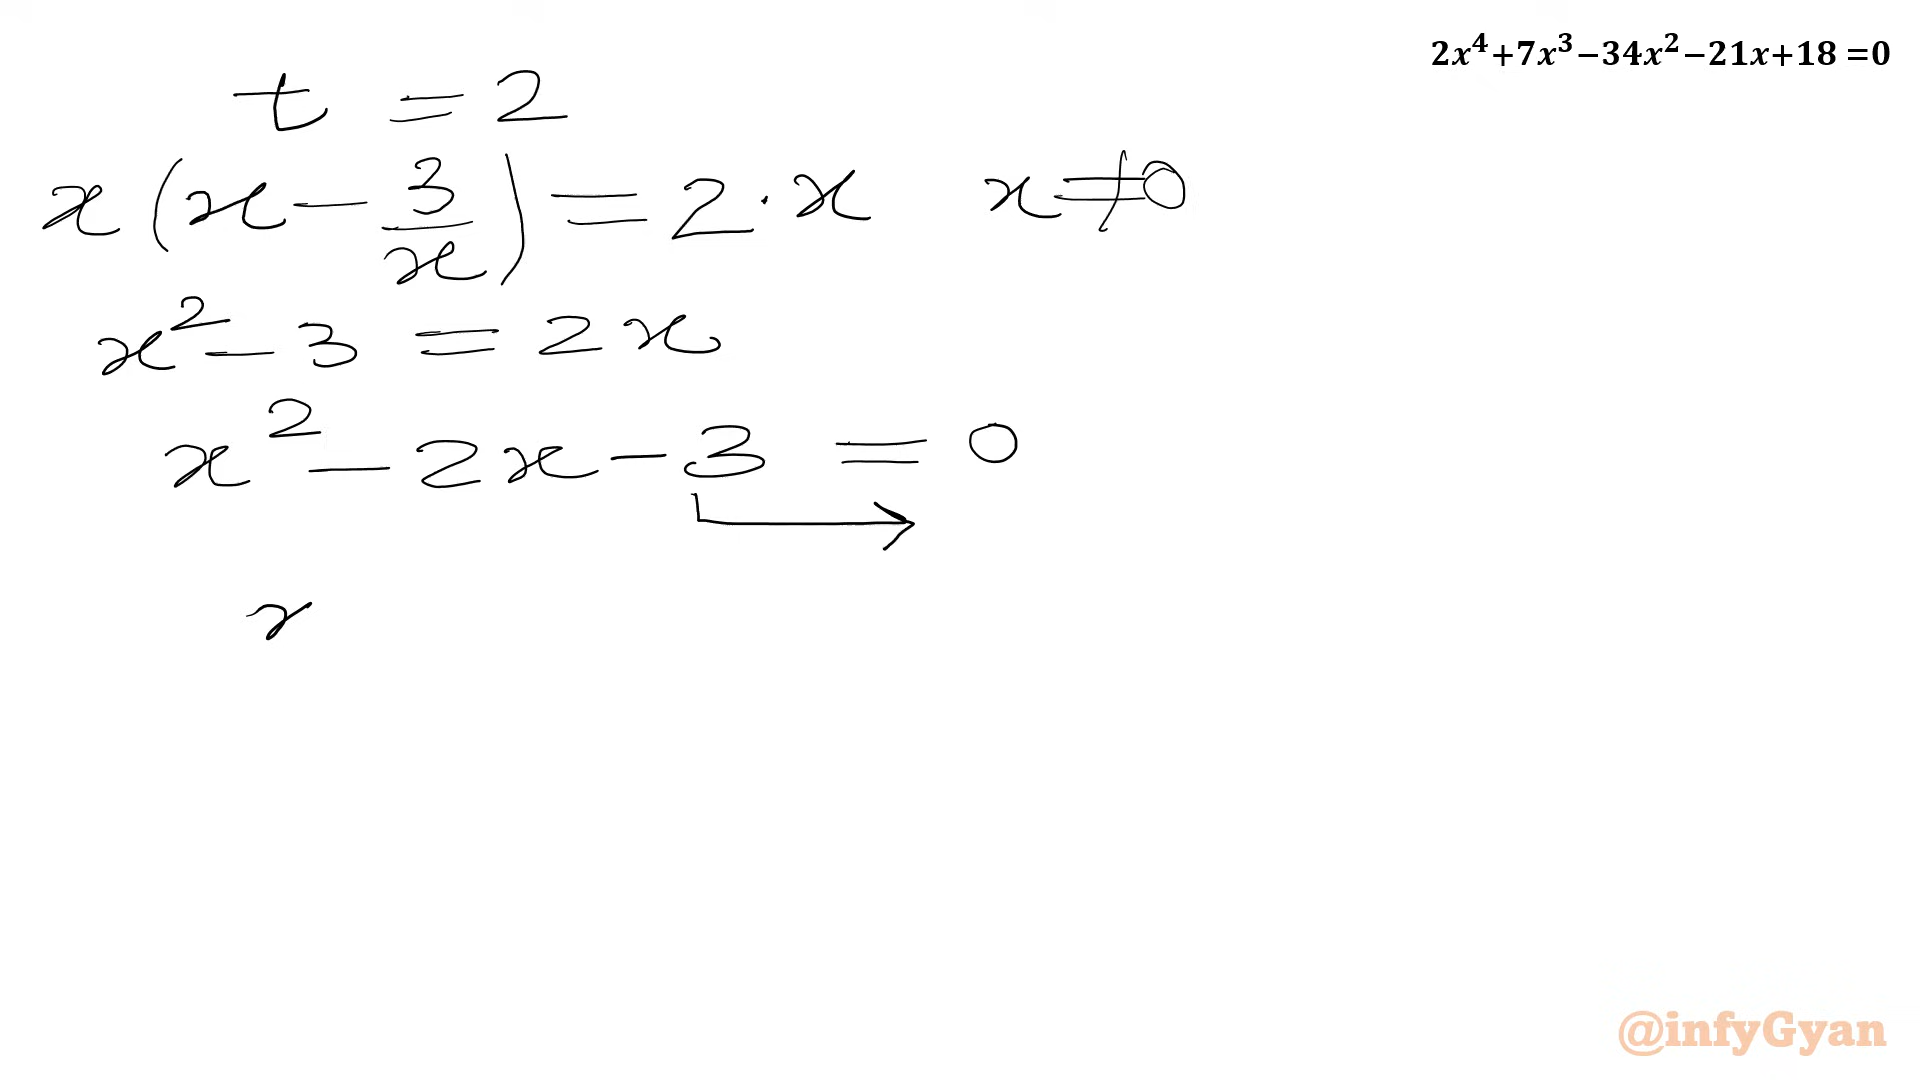 2x⁴+7x³−34x²−21x+18 =0
t = 2
x(x − 3/x) = 2·x x≠0
x² − 3 = 2x
x² − 2x − 3 = 0
x
@infyGyan